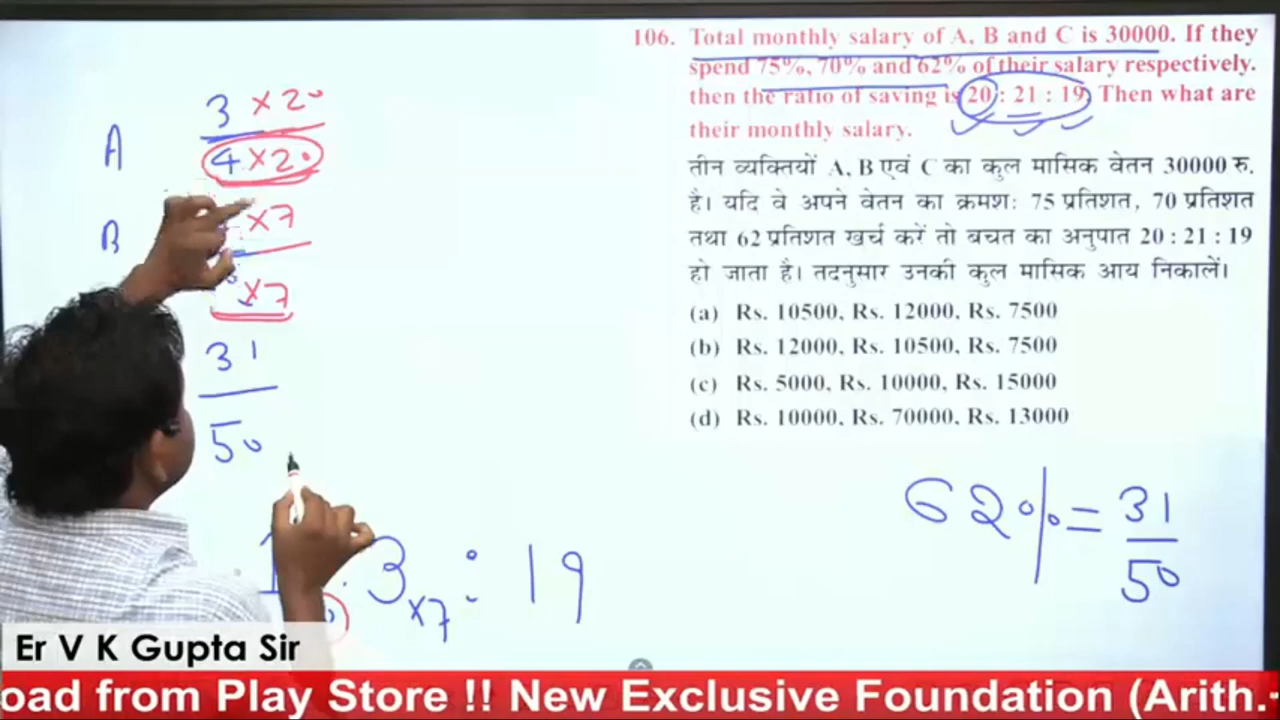 106. Total monthly salary of A, B and C is 30000. If they
spend 75%, 70% and 62% of their salary respectively.
then the ratio of saving is 20 : 21 : 19. Then what are
their monthly salary.
तीन व्यक्तियों A, B एवं C का कुल मासिक वेतन 30000 रु.
है। यदि वे अपने वेतन का क्रमश: 75 प्रतिशत, 70 प्रतिशत
तथा 62 प्रतिशत खर्च करें तो बचत का अनुपात 20 : 21 : 19
हो जाता है। तदनुसार उनकी कुल मासिक आय निकालें।
(a) Rs. 10500, Rs. 12000, Rs. 7500
(b) Rs. 12000, Rs. 10500, Rs. 7500
(c) Rs. 5000, Rs. 10000, Rs. 15000
(d) Rs. 10000, Rs. 70000, Rs. 13000
A
3 × 20
4 × 20
B
× 7
× 7
31
50
3 ×7 : 19
62% = 31
50
Er V K Gupta Sir
oad from Play Store !! New Exclusive Foundation (Arith.